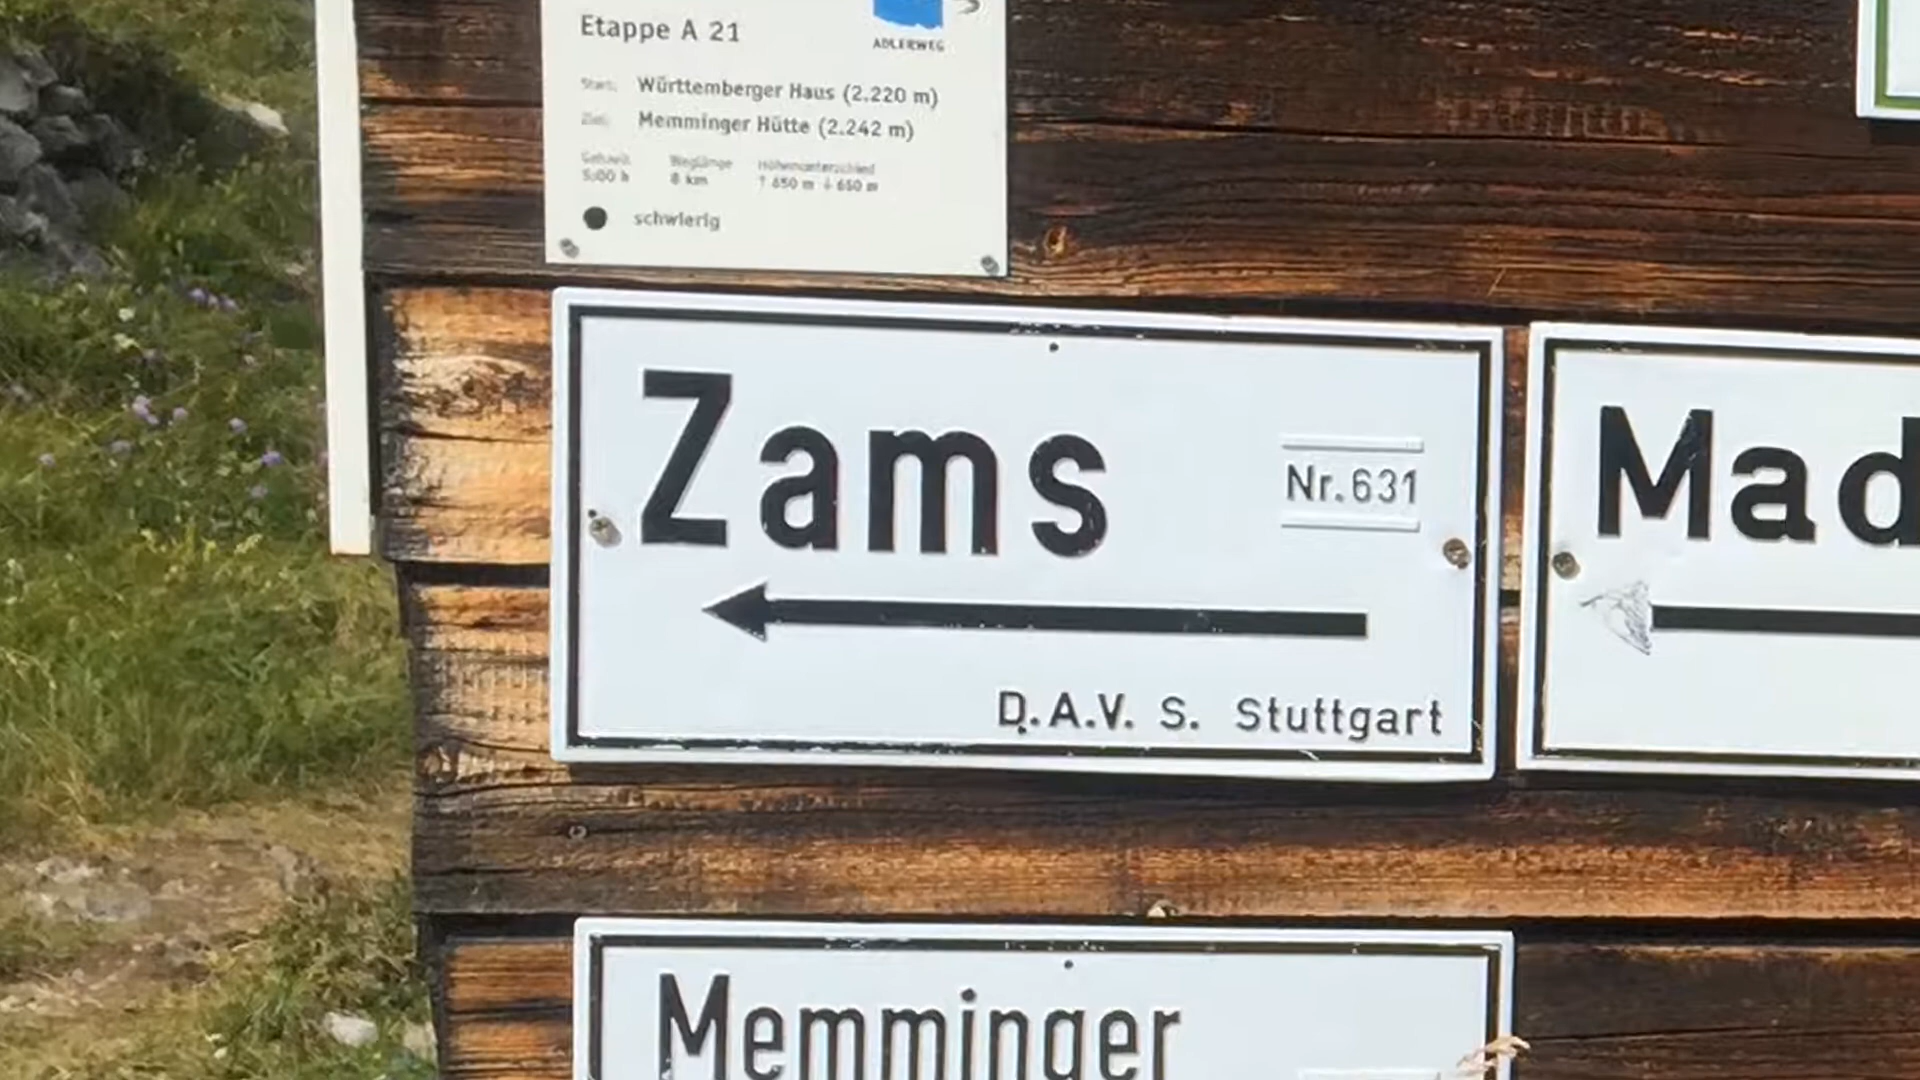 Etappe A 21
ADLERWEG
Start: Württemberger Haus (2.220 m)
Ziel: Memminger Hütte (2.242 m)
Gehzeit Weglänge Höhenunterschied
5:00 h 8 km ↑ 650 m ↓ 650 m
schwierig
Zams
Nr.631
D.A.V. S. Stuttgart
Mad
Memminger